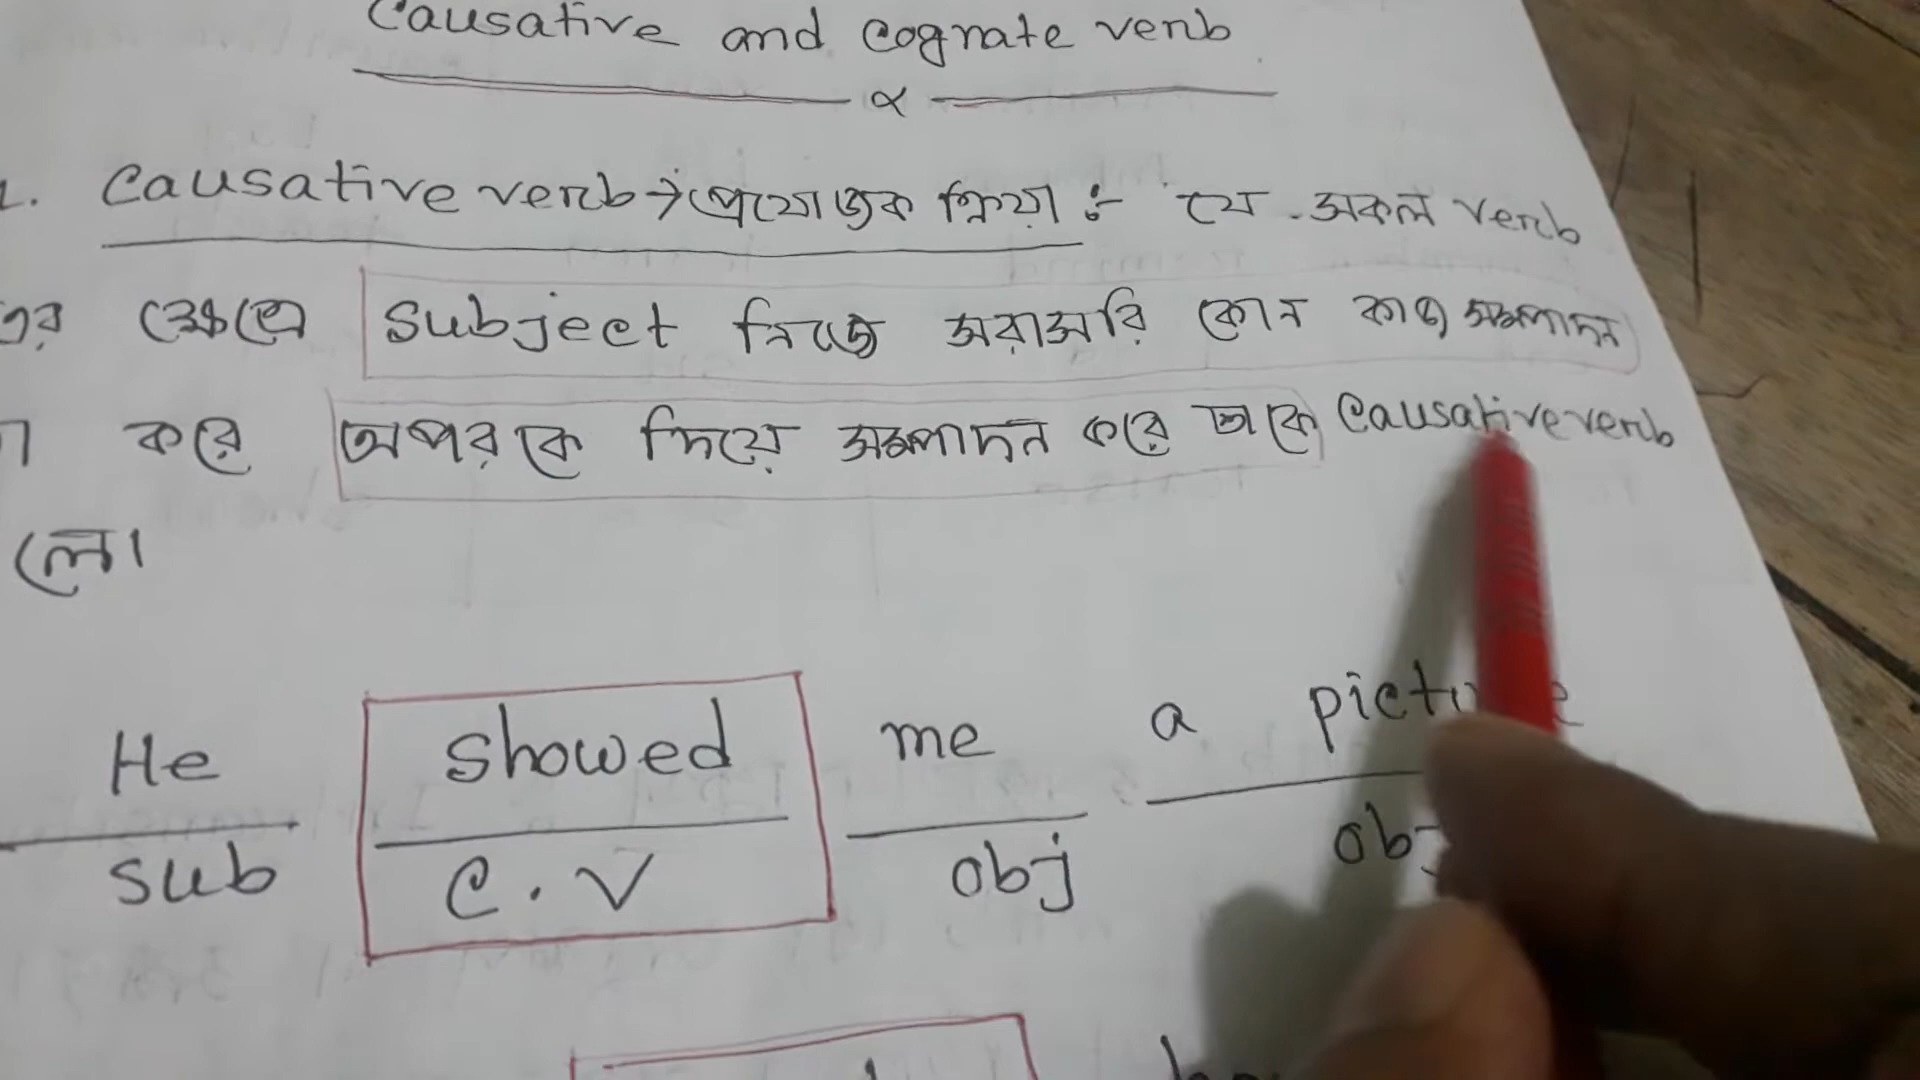 Causative and cognate verb
1. Causative verb → প্রযোজক ক্রিয়া :- যে সকল verb
এর ক্ষেত্রে Subject নিজে সরাসরি কোন কাজ সম্পাদন
না করে অপরকে দিয়ে সম্পাদন করে তাকে Causative verb
লে।
He showed me a picture
sub C.V obj obj